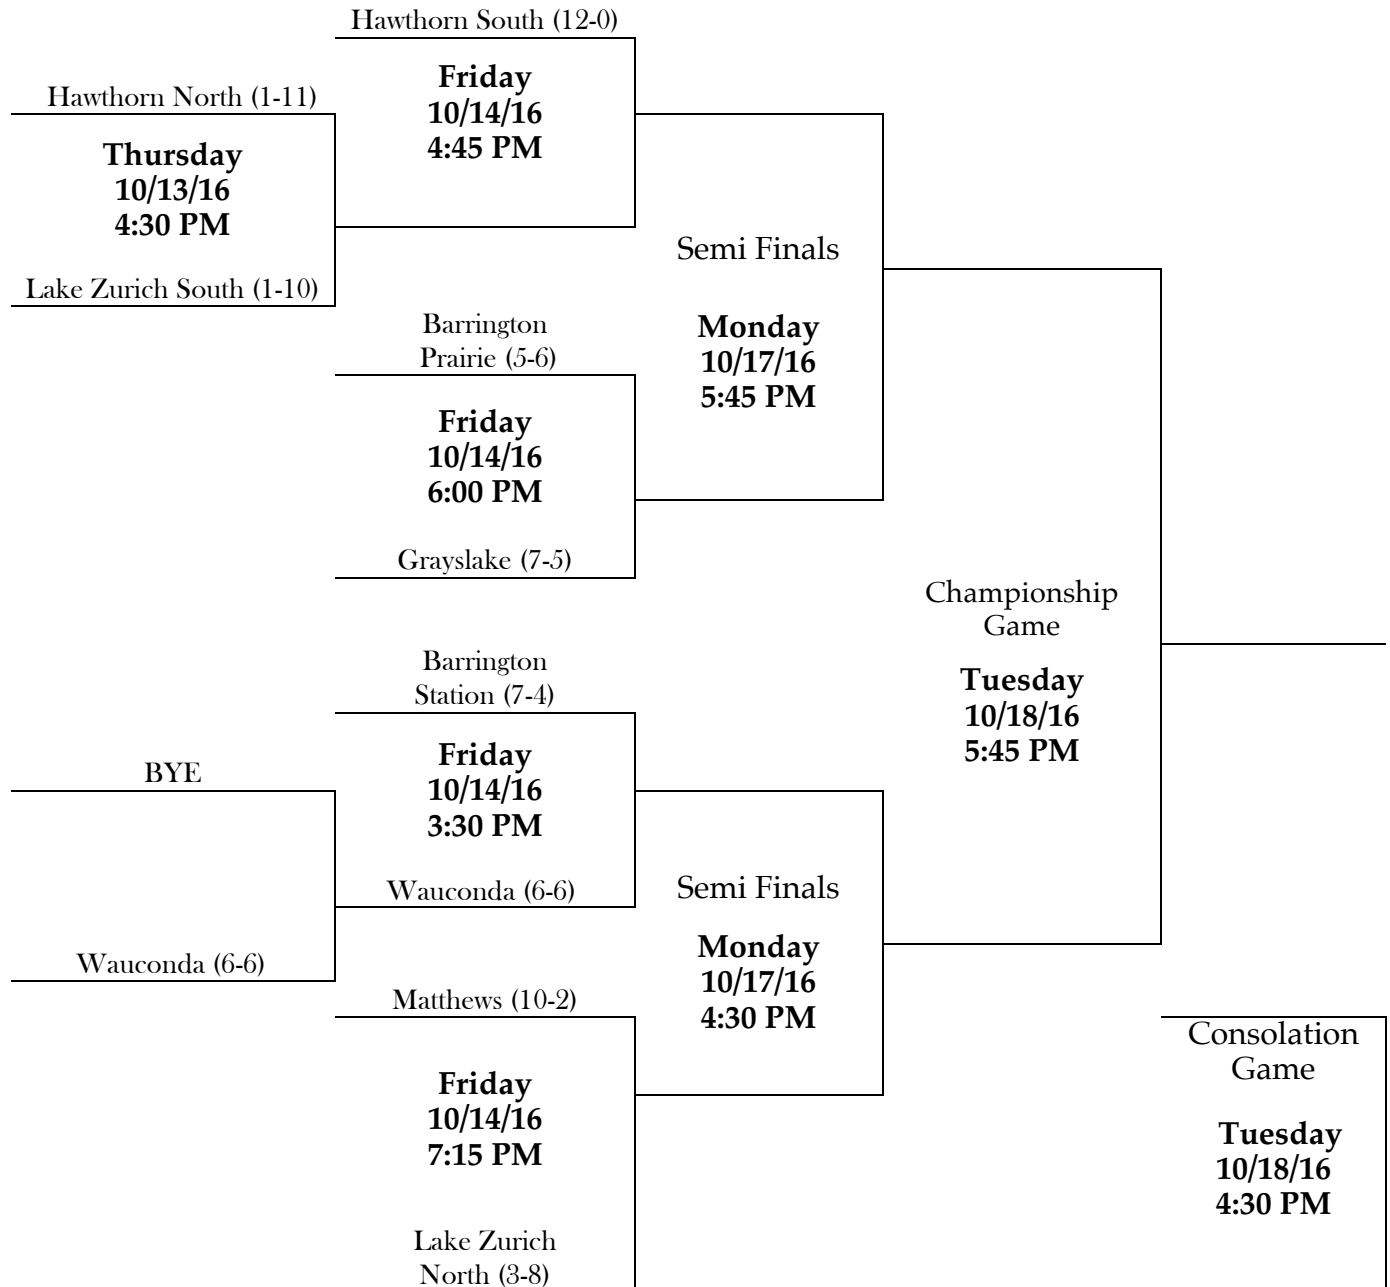 Hawthorn South (12-0)
Friday
10/14/16
4:45 PM
Hawthorn North (1-11)
Thursday
10/13/16
4:30 PM
Lake Zurich South (1-10)
Semi Finals
Monday
10/17/16
5:45 PM
Barrington
Prairie (5-6)
Friday
10/14/16
6:00 PM
Grayslake (7-5)
Championship
Game
Tuesday
10/18/16
5:45 PM
Barrington
Station (7-4)
Friday
10/14/16
3:30 PM
BYE
Wauconda (6-6)
Wauconda (6-6)
Semi Finals
Monday
10/17/16
4:30 PM
Matthews (10-2)
Friday
10/14/16
7:15 PM
Lake Zurich
North (3-8)
Consolation
Game
Tuesday
10/18/16
4:30 PM